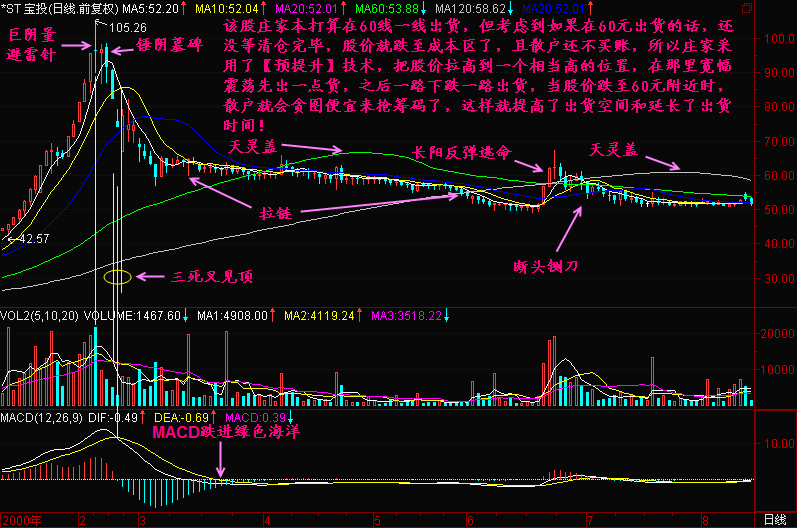 *ST 宝投(日线.前复权) MA5:52.20↑ MA10:52.04↑ MA20:52.01↑ MA60:53.88↓ MA120:58.62↓ MA20:52.01↑
105.26
巨阴量
避雷针
锤阴墓碑
该股庄家本打算在60线一线出货，但考虑到如果在60元出货的话，还
没等清仓完毕，股价就跌至成本区了，且散户还不买账，所以庄家采
用了【预提升】技术，把股价拉高到一个相当高的位置，在那里宽幅
震荡先出一点货，之后一路下跌一路出货，当股价跌至60元附近时，
散户就会贪图便宜来抢筹码了，这样就提高了出货空间和延长了出货
时间！
100.0
90.00
80.00
70.00
60.00
50.00
40.00
30.00
天灵盖
长阳反弹逃命
天灵盖
拉链
←42.57
断头铡刀
三死叉见顶
VOL2(5,10,20) VOLUME:1467.60↓ MA1:4908.00↑ MA2:4119.24↑ MA3:3518.22↓
20000
10000
MACD(12,26,9) DIF:-0.49↑ DEA:-0.69↑ MACD:0.39↓
MACD跌进绿色海洋
10.00
2000年 2 3 4 5 6 7 8 日线